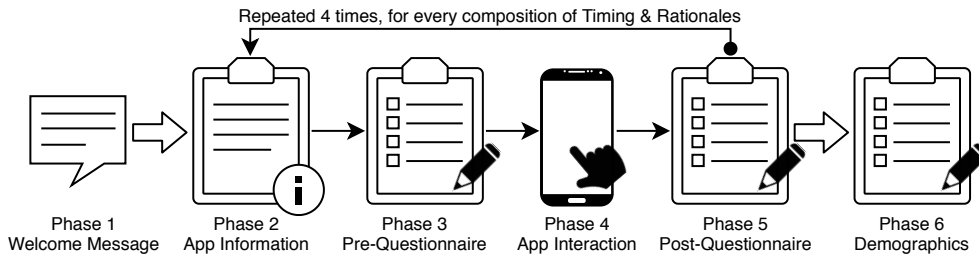 Repeated 4 times, for every composition of Timing & Rationales
i
Phase 1
Welcome Message
Phase 2
App Information
Phase 3
Pre-Questionnaire
Phase 4
App Interaction
Phase 5
Post-Questionnaire
Phase 6
Demographics